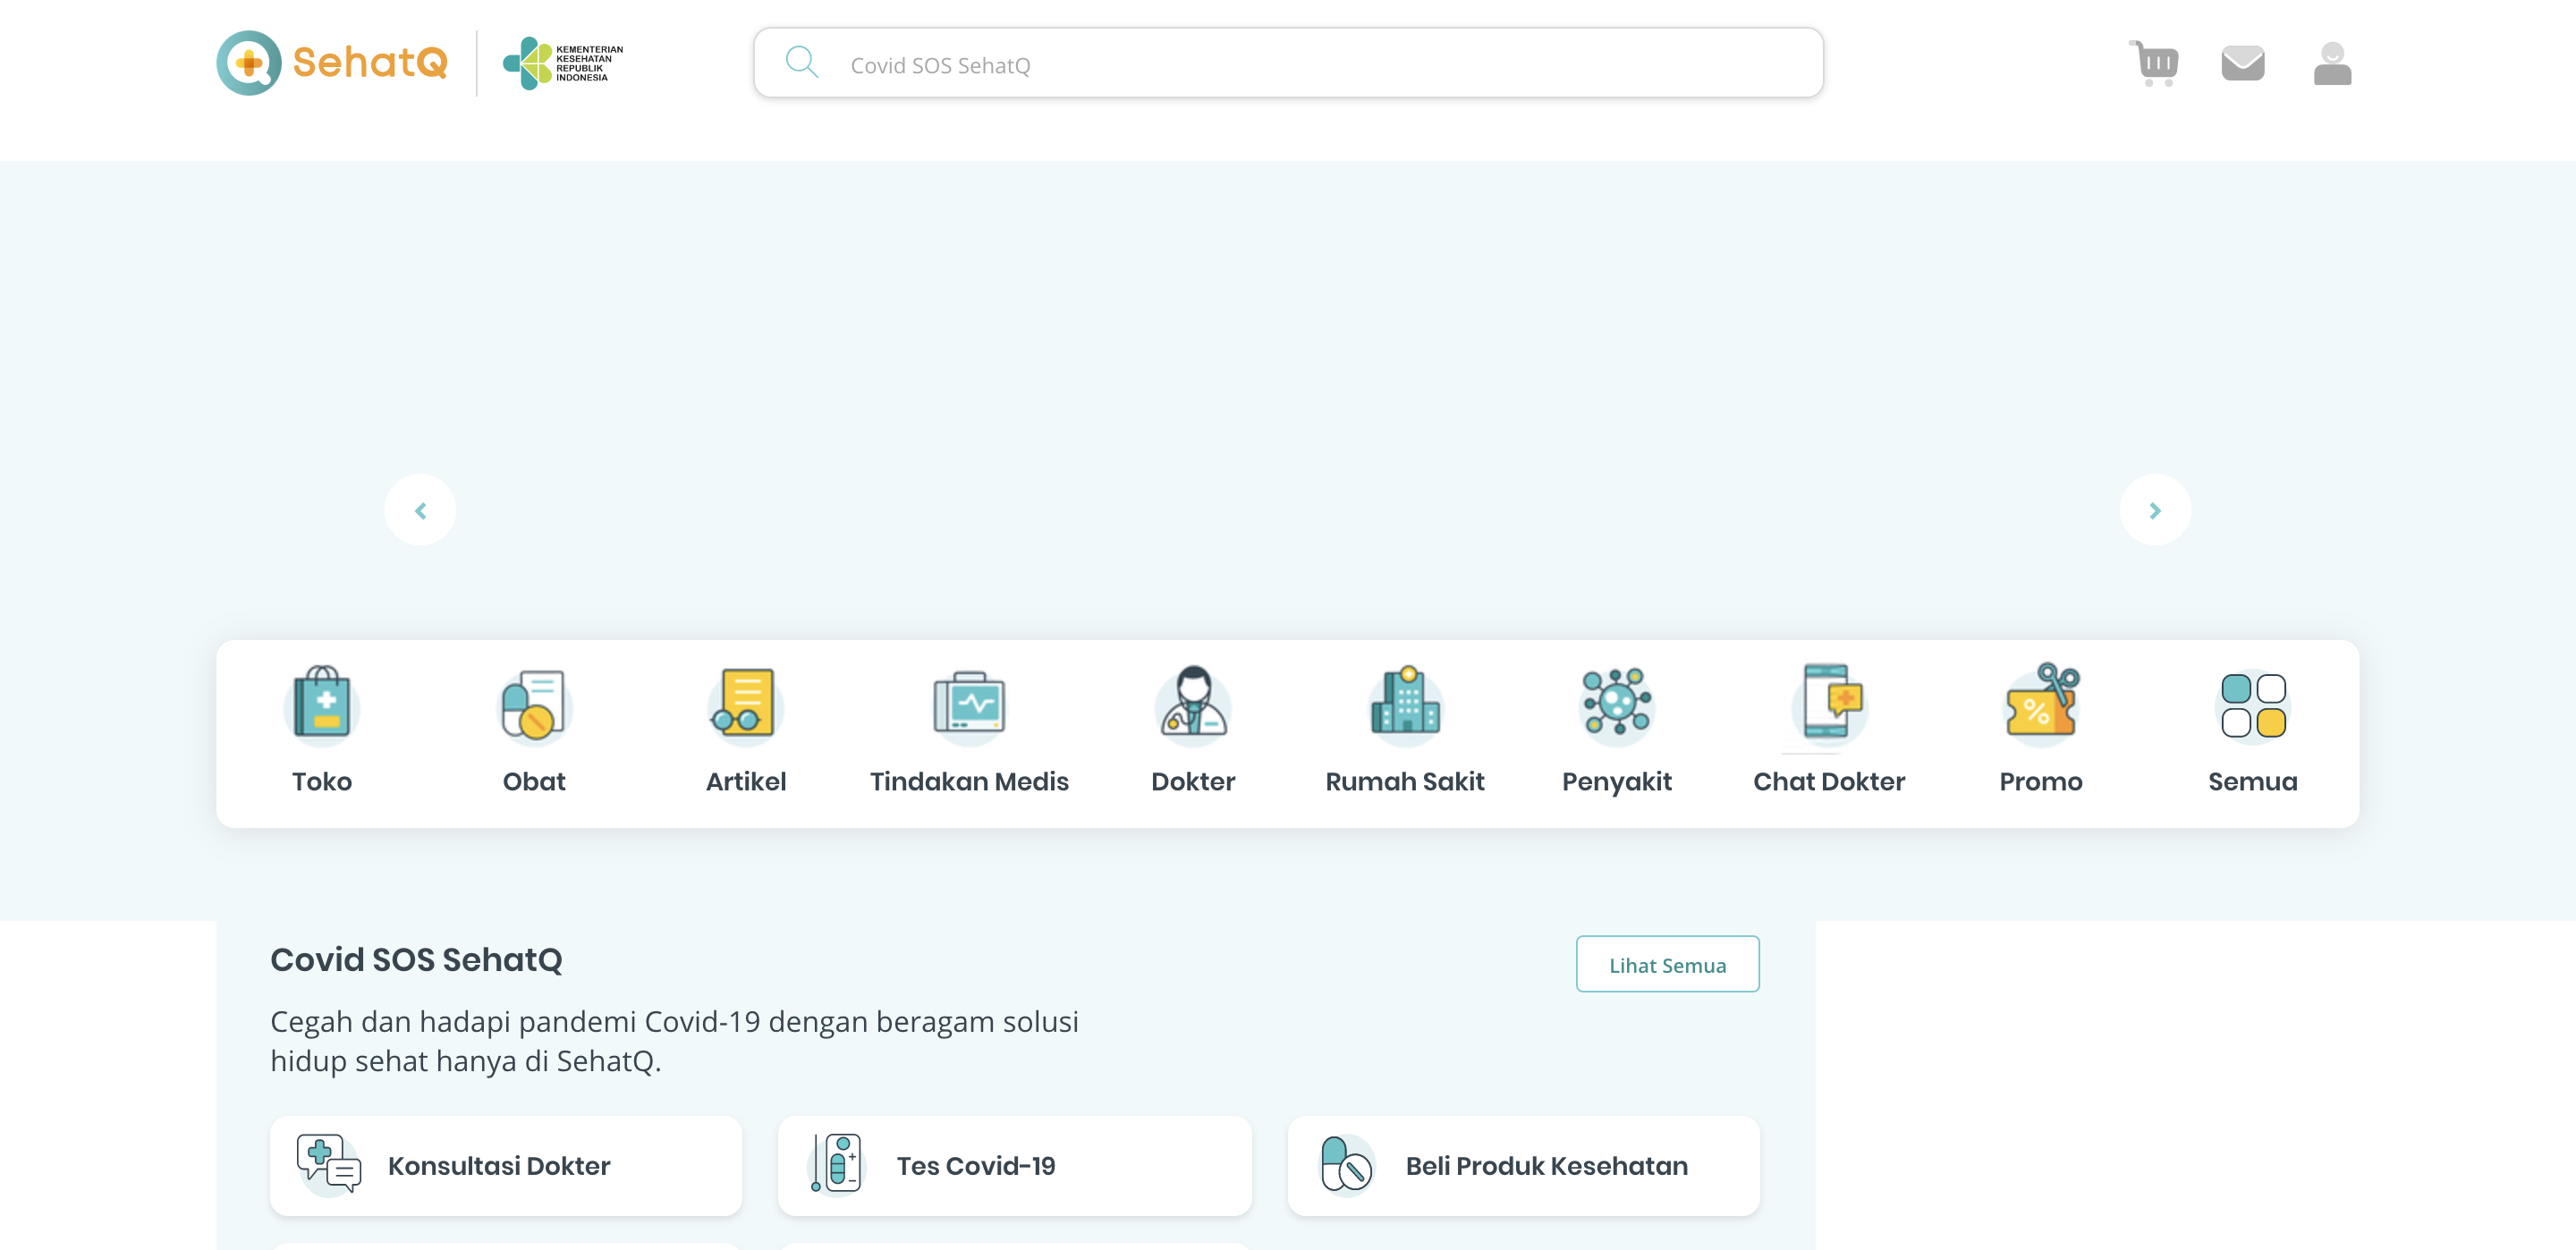 SehatQ
KEMENTERIAN
KESEHATAN
REPUBLIK
INDONESIA
Covid SOS SehatQ
Toko
Obat
Artikel
Tindakan Medis
Dokter
Rumah Sakit
Penyakit
Chat Dokter
Promo
Semua
Covid SOS SehatQ
Lihat Semua
Cegah dan hadapi pandemi Covid-19 dengan beragam solusi
hidup sehat hanya di SehatQ.
Konsultasi Dokter
Tes Covid-19
Beli Produk Kesehatan